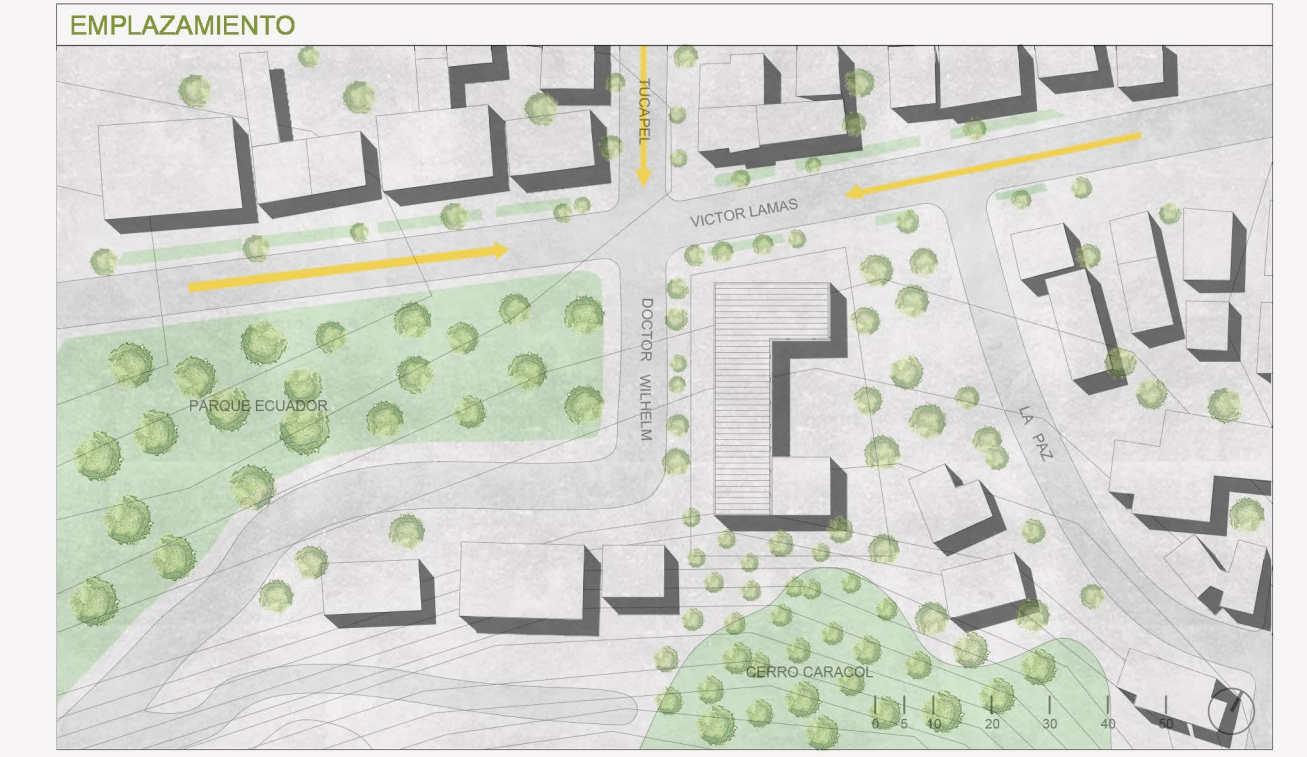 EMPLAZAMIENTO
TUCAPEL
VICTOR LAMAS
DOCTOR WILHELM
PARQUE ECUADOR
LA PAZ
CERRO CARACOL
0 5 10 20 30 40 50